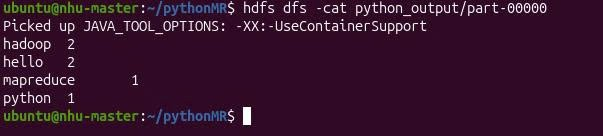 ubuntu@nhu-master:~/pythonMR$ hdfs dfs -cat python_output/part-00000
Picked up JAVA_TOOL_OPTIONS: -XX:-UseContainerSupport
hadoop  2
hello   2
mapreduce       1
python  1
ubuntu@nhu-master:~/pythonMR$